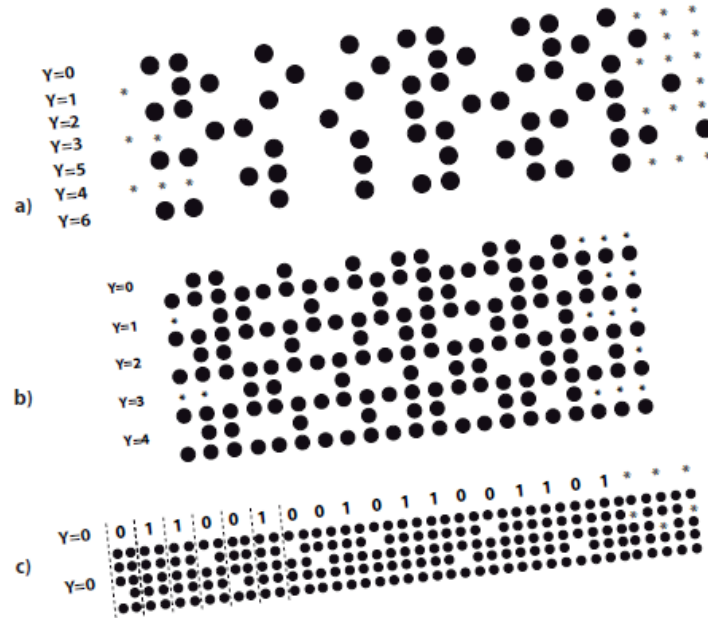 Y=0
Y=1
Y=2
Y=3
Y=5
Y=4
a)
Y=6
Y=0
Y=1
Y=2
b)
Y=3
Y=4
Y=0 0 1 1 0 0 1 0 0 1 0 1 1 0 0 1 1 0 1 * * *
c)
Y=0